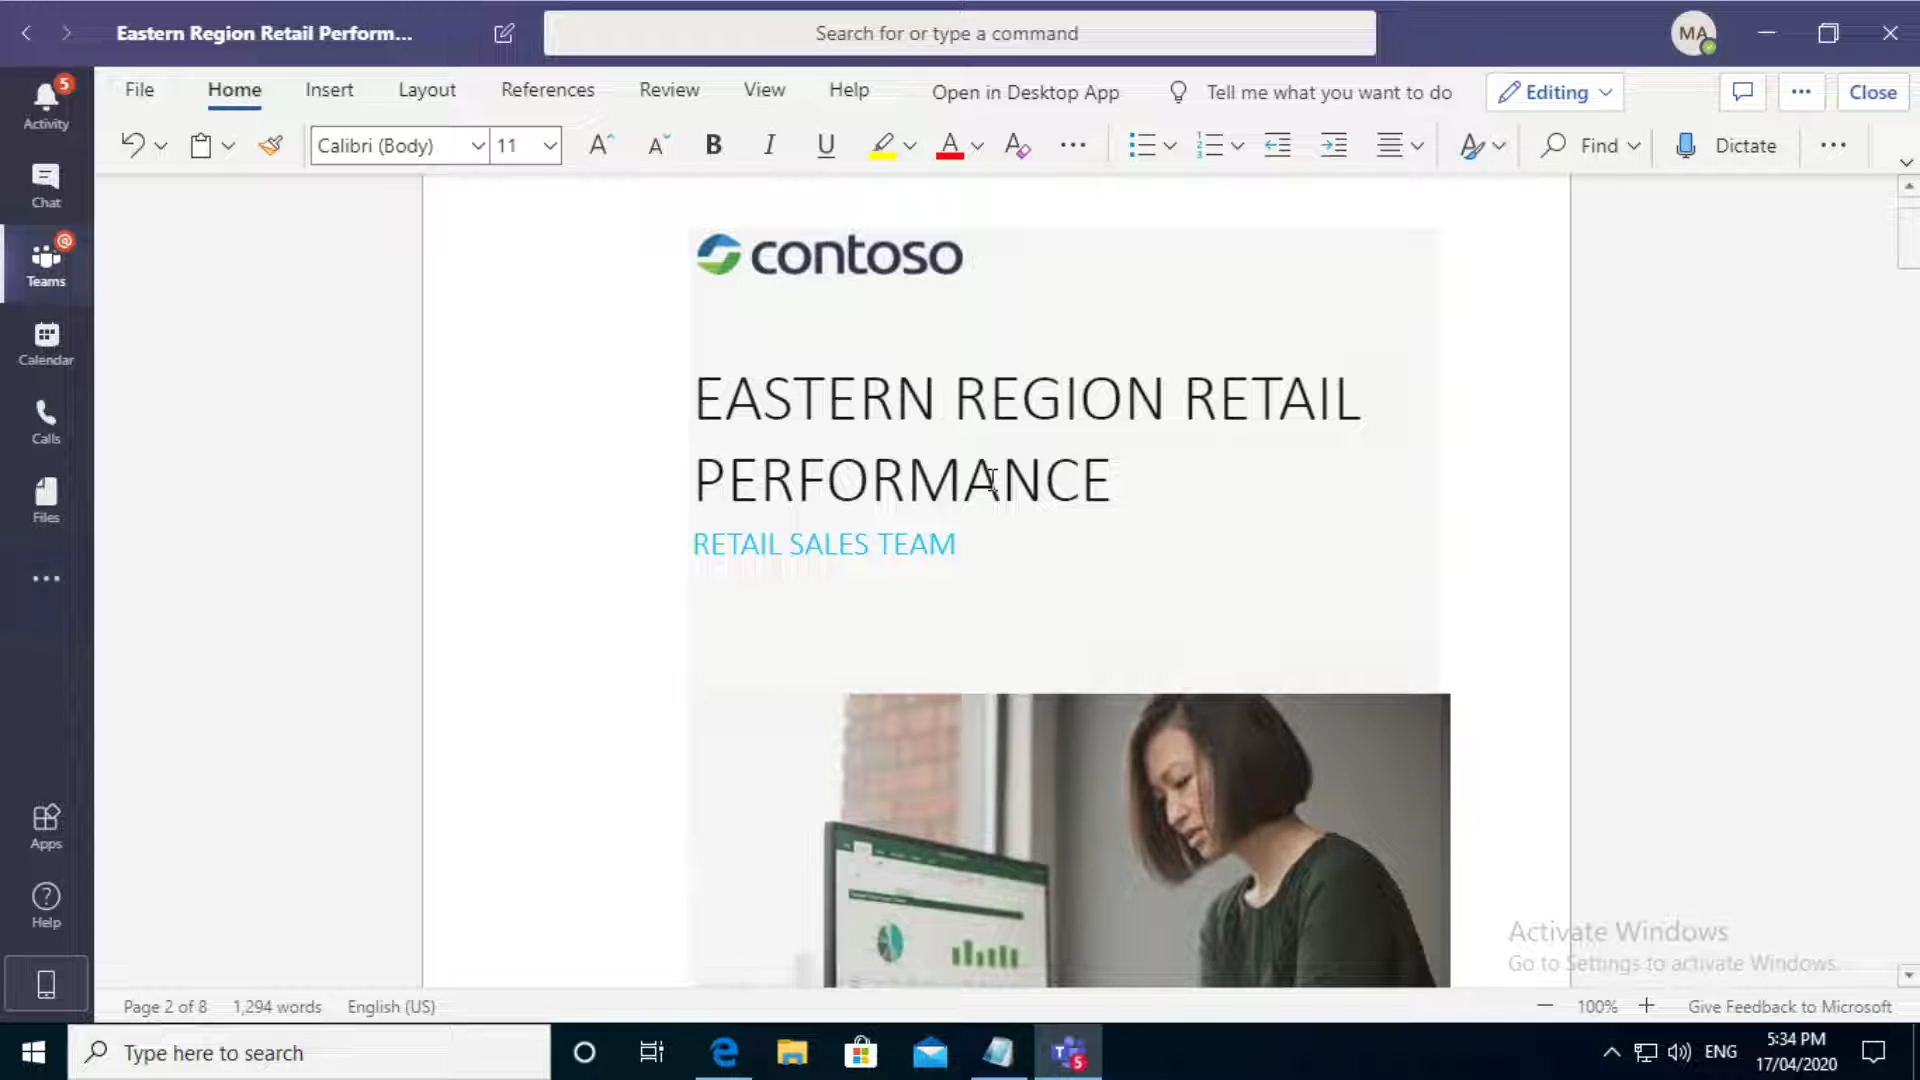 Eastern Region Retail Perform...
Search for or type a command
MA
5
Activity
Chat
Teams
Calendar
Calls
Files
Apps
Help
File Home Insert Layout References Review View Help Open in Desktop App Tell me what you want to do Editing Close
Calibri (Body) 11 A A B I U A A Find Dictate
contoso
EASTERN REGION RETAIL
PERFORMANCE
RETAIL SALES TEAM
Activate Windows
Go to Settings to activate Windows.
Page 2 of 8 1,294 words English (US) 100% Give Feedback to Microsoft
Type here to search
T 5
ENG
5:34 PM
17/04/2020